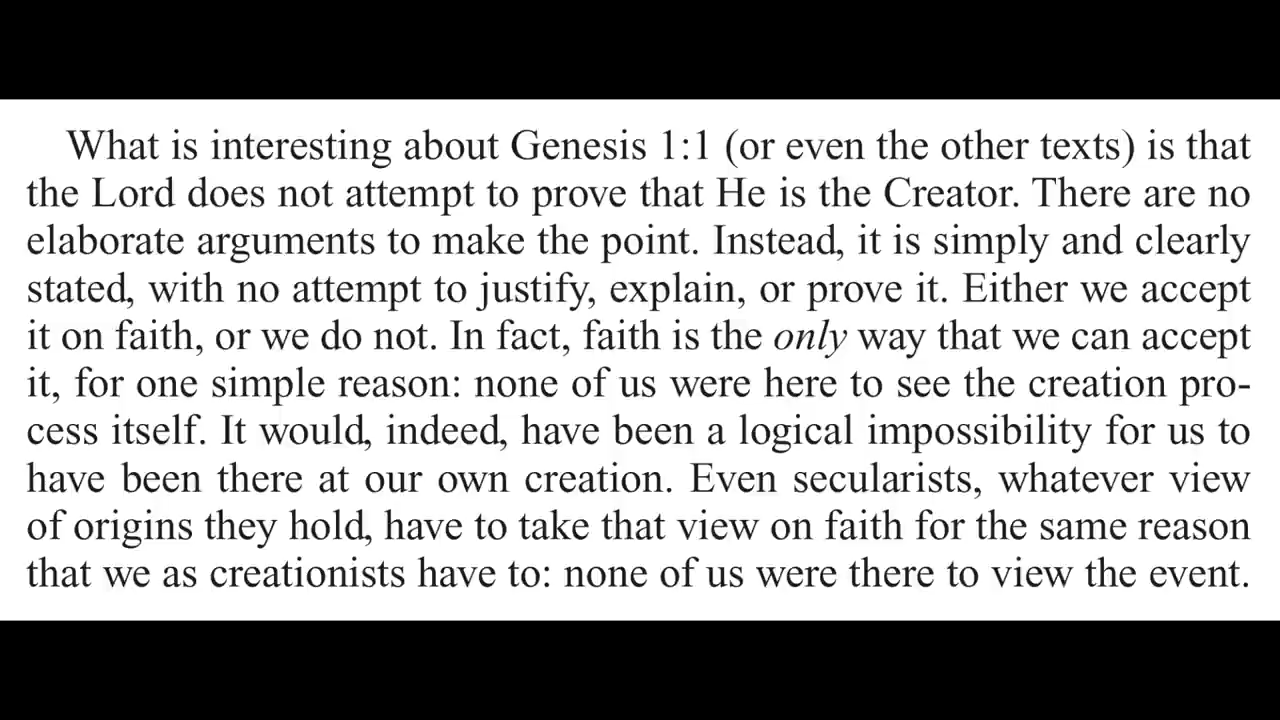 What is interesting about Genesis 1:1 (or even the other texts) is that
the Lord does not attempt to prove that He is the Creator. There are no
elaborate arguments to make the point. Instead, it is simply and clearly
stated, with no attempt to justify, explain, or prove it. Either we accept
it on faith, or we do not. In fact, faith is the only way that we can accept
it, for one simple reason: none of us were here to see the creation pro-
cess itself. It would, indeed, have been a logical impossibility for us to
have been there at our own creation. Even secularists, whatever view
of origins they hold, have to take that view on faith for the same reason
that we as creationists have to: none of us were there to view the event.